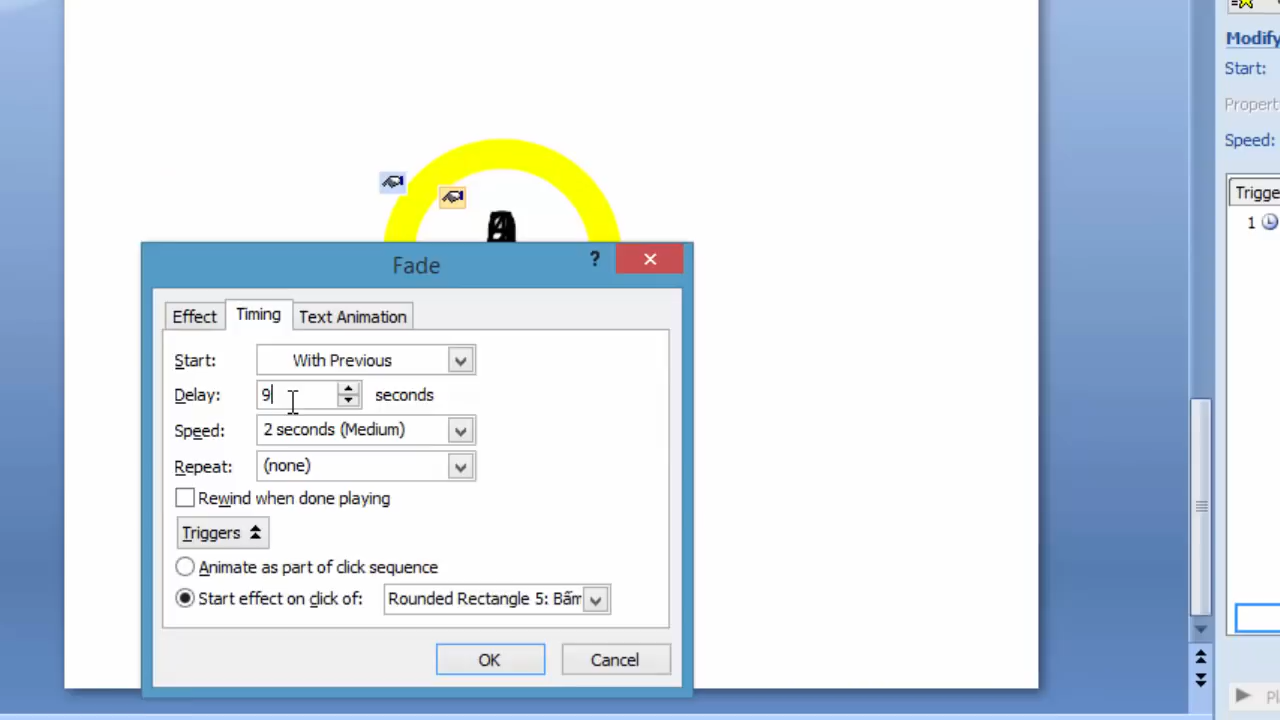 Modify
Start:
Propert
Speed:
Trigge
1
Fade
?
Effect
Timing
Text Animation
Start:
With Previous
Delay:
9
seconds
Speed:
2 seconds (Medium)
Repeat:
(none)
Rewind when done playing
Triggers
Animate as part of click sequence
Start effect on click of:
Rounded Rectangle 5: Bấm
OK
Cancel
Pl